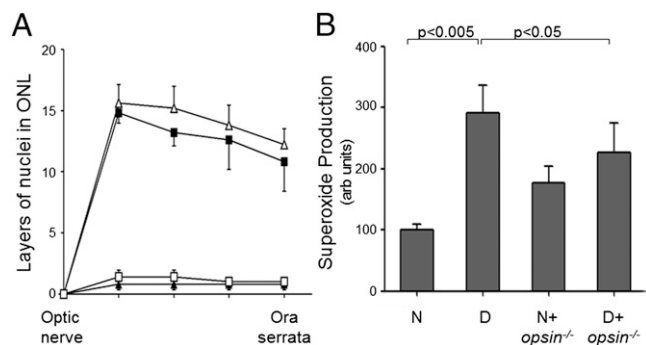 A
Layers of nuclei in ONL
20
15
10
5
0
Optic
nerve
Ora
serrata
B
p<0.005
p<0.05
Superoxide Production
(arb units)
400
300
200
100
0
N
D
N+
opsin-/-
D+
opsin-/-